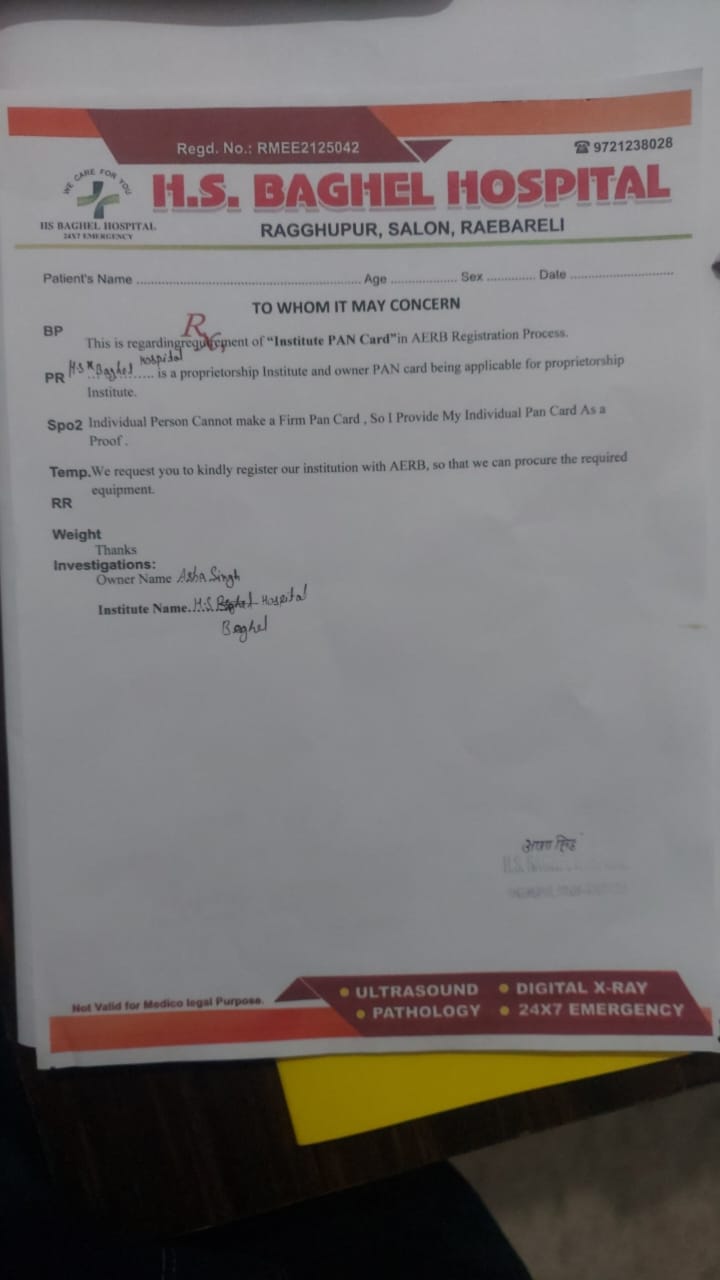 Regd. No.: RMEE2125042
☎ 9721238028
WE CARE FOR YOU
H.S. BAGHEL HOSPITAL
HS BAGHEL HOSPITAL
24X7 EMERGENCY
RAGGHUPUR, SALON, RAEBARELI
Patient's Name ............ Age ............ Sex ............ Date ............
TO WHOM IT MAY CONCERN
Rx
BP
This is regardingrequirement of “Institute PAN Card”in AERB Registration Process.
PR
H.S Baghel Hospital ............ is a proprietorship Institute and owner PAN card being applicable for proprietorship
Institute.
Spo2
Individual Person Cannot make a Firm Pan Card , So I Provide My Individual Pan Card As a
Proof .
Temp.
We request you to kindly register our institution with AERB, so that we can procure the required
equipment.
RR
Weight
Thanks
Investigations:
Owner Name Asha Singh
Institute Name..H.S. Hospital
Baghel
H.S.
Not Valid for Medico legal Purpose.
ULTRASOUND
DIGITAL X-RAY
PATHOLOGY
24X7 EMERGENCY